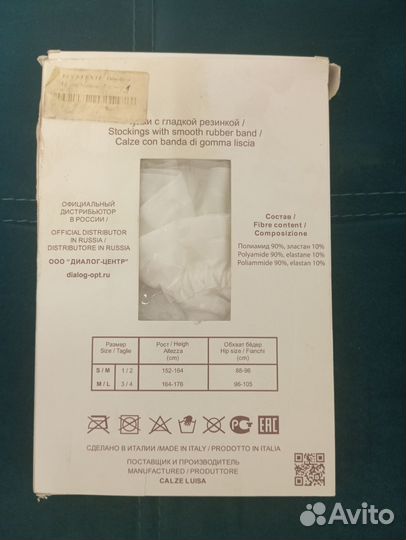 с гладкой резинкой /
Stockings with smooth rubber band /
Calze con banda di gomma liscia
ОФИЦИАЛЬНЫЙ
ДИСТРИБЬЮТОР
В РОССИИ /
OFFICIAL DISTRIBUTOR
IN RUSSIA /
DISTRIBUTORE IN RUSSIA
ООО "ДИАЛОГ-ЦЕНТР"
dialog-opt.ru
Состав /
Fibre content /
Composizione
Полиамид 90%, эластан 10%
Polyamide 90%, elastane 10%
Poliammide 90%, elastan 10%
Размер Рост / Heigh Обхват бёдер
Size / Taglie Altezza Hip size / Fianchi
(cm) (cm)
S / M 1 / 2 152-164 88-96
M / L 3 / 4 164-176 96-105
РС ЕАС
СДЕЛАНО В ИТАЛИИ /MADE IN ITALY / PRODOTTO IN ITALIA
ПОСТАВЩИК И ПРОИЗВОДИТЕЛЬ
MANUFACTURED / PRODUTTORE
CALZE LUISA
Avito